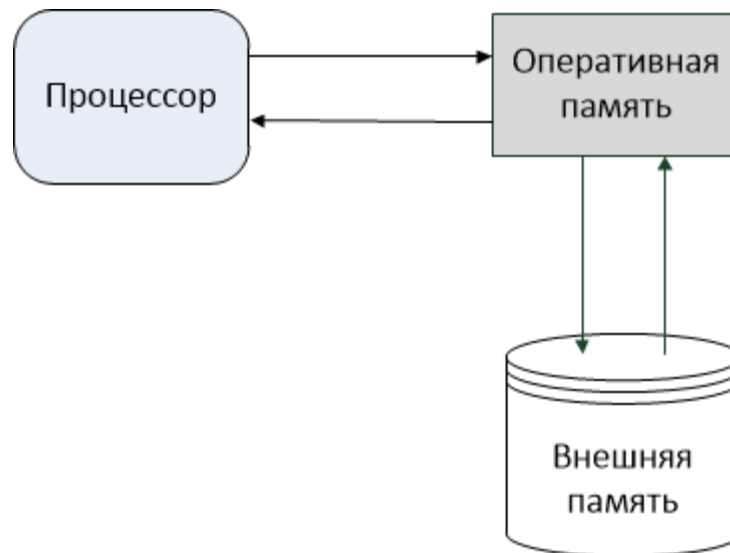 Процессор
Оперативная
память
Внешняя
память